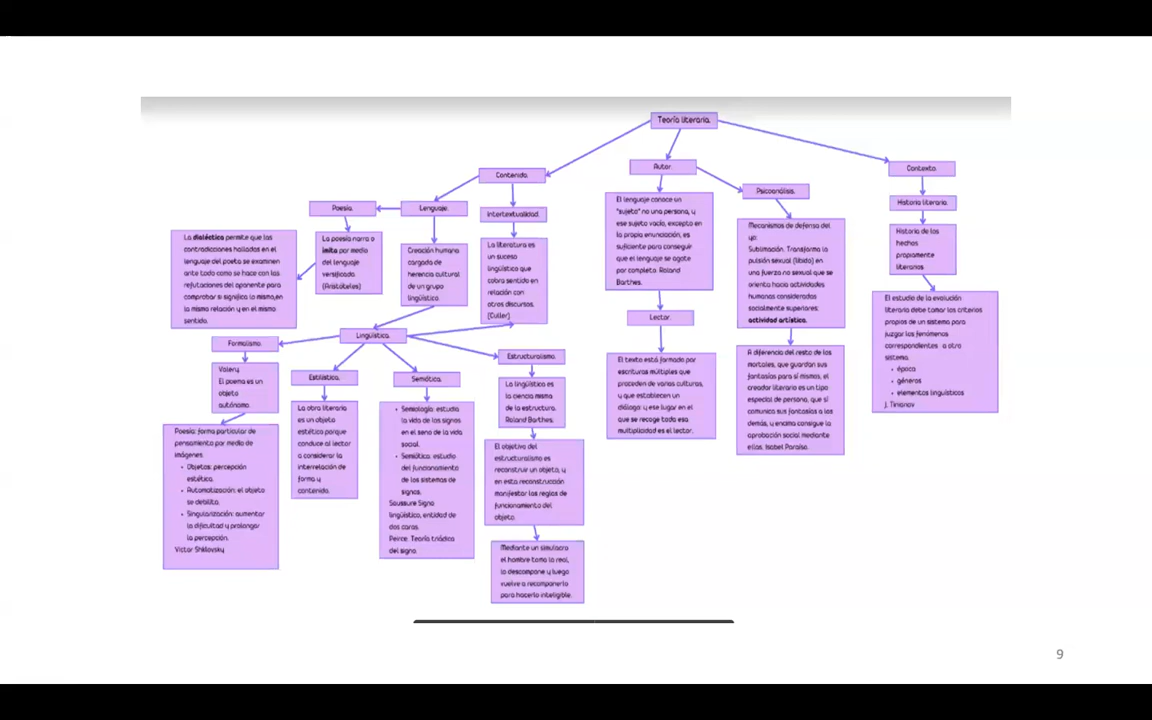 Teoría literaria.
Contenido.
Autor.
Contexto.
Poesía.
Lenguaje.
Intertextualidad.
Psicoanálisis.
Historia literaria.
La dialéctica permite que las
contradicciones halladas en el
lenguaje del poeta se examinen
ante todo como se hace con las
refutaciones del oponente para
comprobar si significa lo mismo,en
la misma relación y en el mismo
sentido.
La poesía narra o
imita por medio
del lenguaje
versificada.
(Aristóteles)
Creación humana
cargada de
herencia cultural
de un grupo
lingüístico.
La literatura es
un suceso
lingüístico que
cobra sentido en
relación con
otros discursos.
(Culler)
El lenguaje conoce un
"sujeto" no una persona, y
ese sujeto vacío, excepto en
la propia enunciación, es
suficiente para conseguir
que el lenguaje se agote
por completo. Roland
Barthes.
Mecanismos de defensa del
yo:
Sublimación. Transforma la
pulsión sexual (libido) en
una fuerza no sexual que se
orienta hacia actividades
humanas consideradas
socialmente superiores:
actividad artística.
Historia de los
hechos
propiamente
literarios
Lingüística.
Lector.
El estudio de la evolución
literaria debe tomar los criterios
propios de un sistema para
juzgar los fenómenos
correspondientes a otro
sistema.
• época
• géneros
• elementos linguísticos
J. Tinianov
Formalismo.
Estilística.
Semótica.
Estructuralismo.
Valery
El poema es un
objeto
autónomo.
La obra literaria
es un objeto
estético porque
conduce al lector
a considerar la
interrelación de
forma y
contenido.
• Semiología: estudia
la vida de los signos
en el seno de la vida
social.
• Semiótica: estudio
del funcionamiento
de los sistemas de
signos.
Saussure Signo
lingüístico, entidad de
dos caras.
Peirce. Teoría triádica
del signo.
La lingüística es
la ciencia misma
de la estructura.
Roland Barthes.
El texto está formado por
escrituras múltiples que
proceden de varias culturas,
y que establecen un
diálogo; y ese lugar en el
que se recoge toda esa
multiplicidad es el lector.
A diferencia del resto de los
mortales, que guardan sus
fantasías para sí mismos, el
creador literario es un tipo
especial de persona, que sí
comunica sus fantasías a los
demás, y encima consigue la
aprobación social mediante
ellas. Isabel Paraíso.
Poesía: forma particular de
pensamiento por medio de
imágenes
• Objetos: percepción
estética.
• Automatización: el objeto
se debilita.
• Singularización: aumentar
la dificultad y prolongar
la percepción.
Victor Shklovsky
El objetivo del
estructuralismo es
reconstruir un objeto, y
en esta reconstrucción
manifestar las reglas de
funcionamiento del
objeto.
Mediante un simulacro
el hombre toma lo real,
lo descompone y luego
vuelve a recomponerlo
para hacerlo inteligible.
9